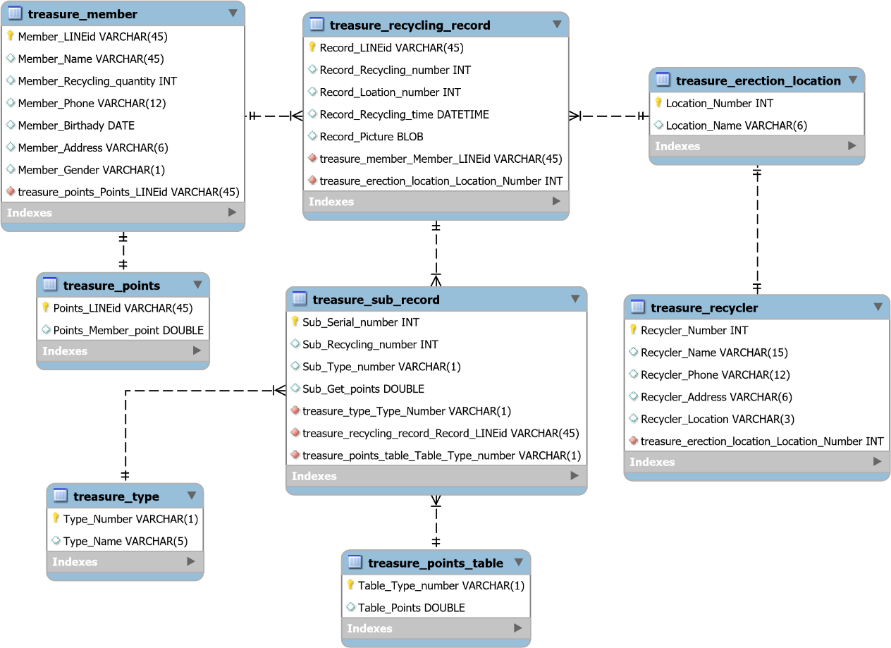 treasure_member
Member_LINEid VARCHAR(45)
Member_Name VARCHAR(45)
Member_Recycling_quantity INT
Member_Phone VARCHAR(12)
Member_Birthady DATE
Member_Address VARCHAR(6)
Member_Gender VARCHAR(1)
treasure_points_Points_LINEid VARCHAR(45)
Indexes
treasure_recycling_record
Record_LINEid VARCHAR(45)
Record_Recycling_number INT
Record_Loation_number INT
Record_Recycling_time DATETIME
Record_Picture BLOB
treasure_member_Member_LINEid VARCHAR(45)
treasure_erection_location_Location_Number INT
Indexes
treasure_erection_location
Location_Number INT
Location_Name VARCHAR(6)
Indexes
treasure_points
Points_LINEid VARCHAR(45)
Points_Member_point DOUBLE
Indexes
treasure_sub_record
Sub_Serial_number INT
Sub_Recycling_number INT
Sub_Type_number VARCHAR(1)
Sub_Get_points DOUBLE
treasure_type_Type_Number VARCHAR(1)
treasure_recycling_record_Record_LINEid VARCHAR(45)
treasure_points_table_Table_Type_number VARCHAR(1)
Indexes
treasure_recycler
Recycler_Number INT
Recycler_Name VARCHAR(15)
Recycler_Phone VARCHAR(12)
Recycler_Address VARCHAR(6)
Recycler_Location VARCHAR(3)
treasure_erection_location_Location_Number INT
Indexes
treasure_type
Type_Number VARCHAR(1)
Type_Name VARCHAR(5)
Indexes
treasure_points_table
Table_Type_number VARCHAR(1)
Table_Points DOUBLE
Indexes